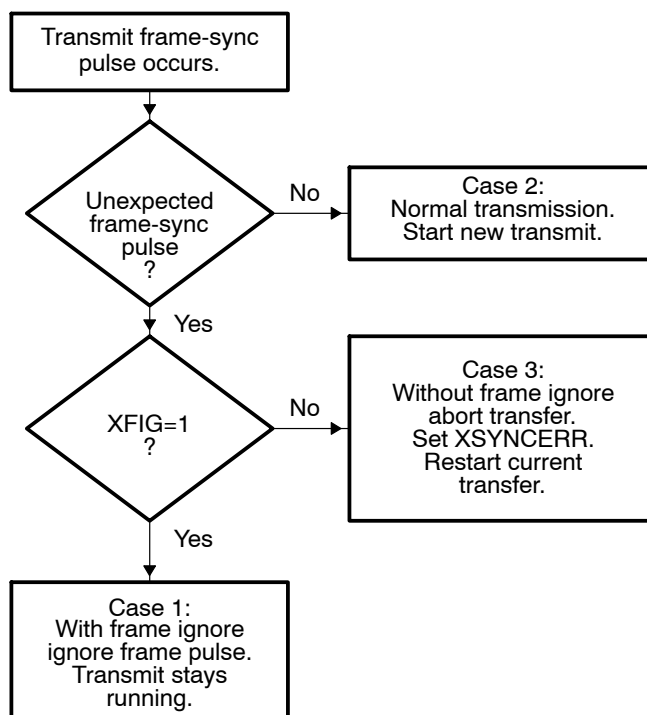 Transmit frame-sync
pulse occurs.
Unexpected
frame-sync
pulse
?
No
Case 2:
Normal transmission.
Start new transmit.
Yes
XFIG=1
?
No
Case 3:
Without frame ignore
abort transfer.
Set XSYNCERR.
Restart current
transfer.
Yes
Case 1:
With frame ignore
ignore frame pulse.
Transmit stays
running.